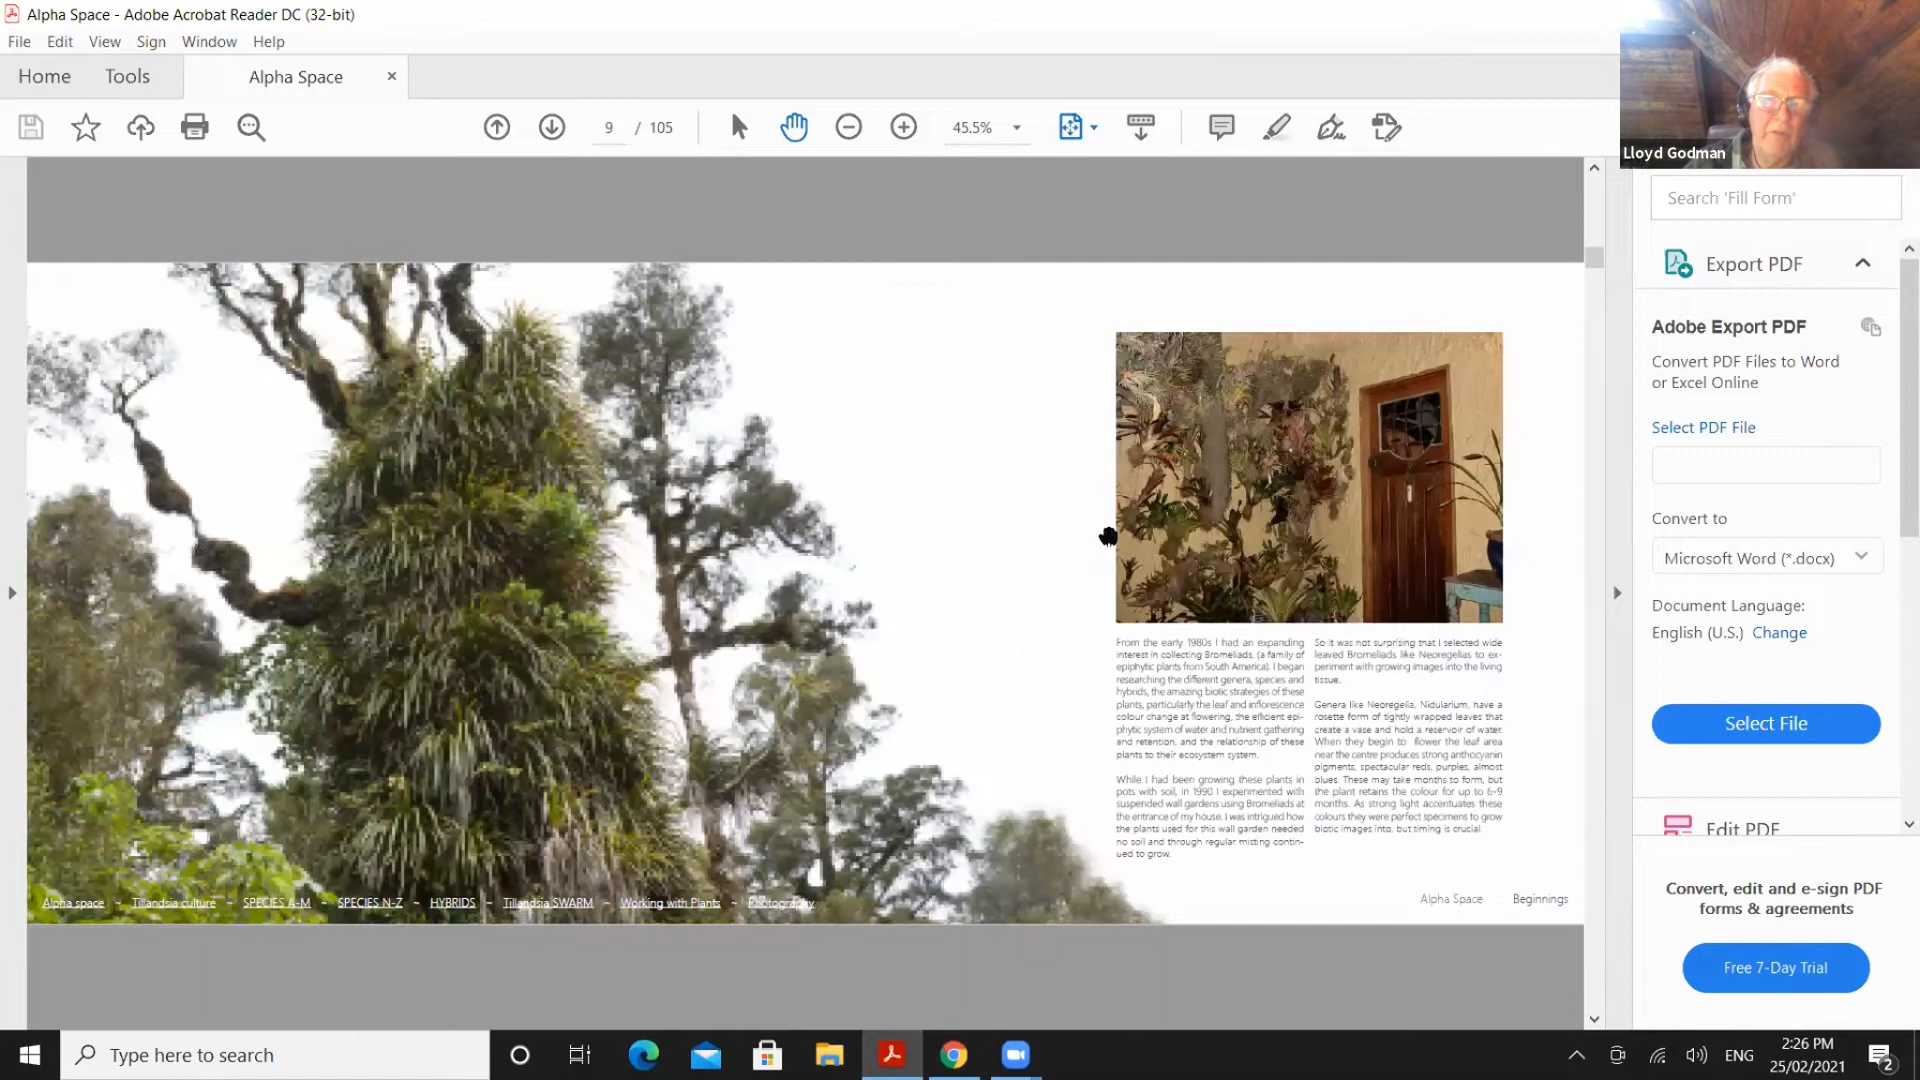 Alpha Space - Adobe Acrobat Reader DC (32-bit)
File Edit View Sign Window Help
Home Tools Alpha Space ×
9 / 105 45.5%
Lloyd Godman
Search 'Fill Form'
Export PDF
Adobe Export PDF
Convert PDF Files to Word
or Excel Online
Select PDF File
Convert to
Microsoft Word (*.docx)
Document Language:
English (U.S.) Change
Select File
Edit PDF
Convert, edit and e-sign PDF
forms & agreements
Free 7-Day Trial
From the early 1980s I had an expanding
interest in collecting Bromeliads, (a family of
epiphytic plants from South America). I began
researching the different genera, species and
hybrids, the amazing biotic strategies of these
plants, particularly the leaf and inflorescence
colour change at flowering, the efficient epi-
phytic system of water and nutrient gathering
and retention, and the relationship of these
plants to their ecosystem system.
While I had been growing these plants in
pots with soil, in 1990 I experimented with
suspended wall gardens using Bromeliads at
the entrance of my house. I was intrigued how
the plants used for this wall garden needed
no soil and through regular misting contin-
ued to grow.
So it was not surprising that I selected wide
leaved Bromeliads like Neoregelias to ex-
periment with growing images into the living
tissue.
Genera like Neoregelia, Nidularium, have a
rosette form of tightly wrapped leaves that
create a vase and hold a reservoir of water.
When they begin to flower the leaf area
near the centre produces strong anthocyanin
pigments, spectacular reds, purples, almost
blues. These may take months to form, but
the plant retains the colour for up to 6-9
months. As strong light accentuates these
colours they were perfect specimens to grow
biotic images into, but timing is crucial.
Alpha space ~ Tillandsia culture ~ SPECIES A-M ~ SPECIES N-Z ~ HYBRIDS ~ Tillandsia SWARM ~ Working with Plants ~ Photography
Alpha Space Beginnings
Type here to search
ENG
2:26 PM
25/02/2021
2